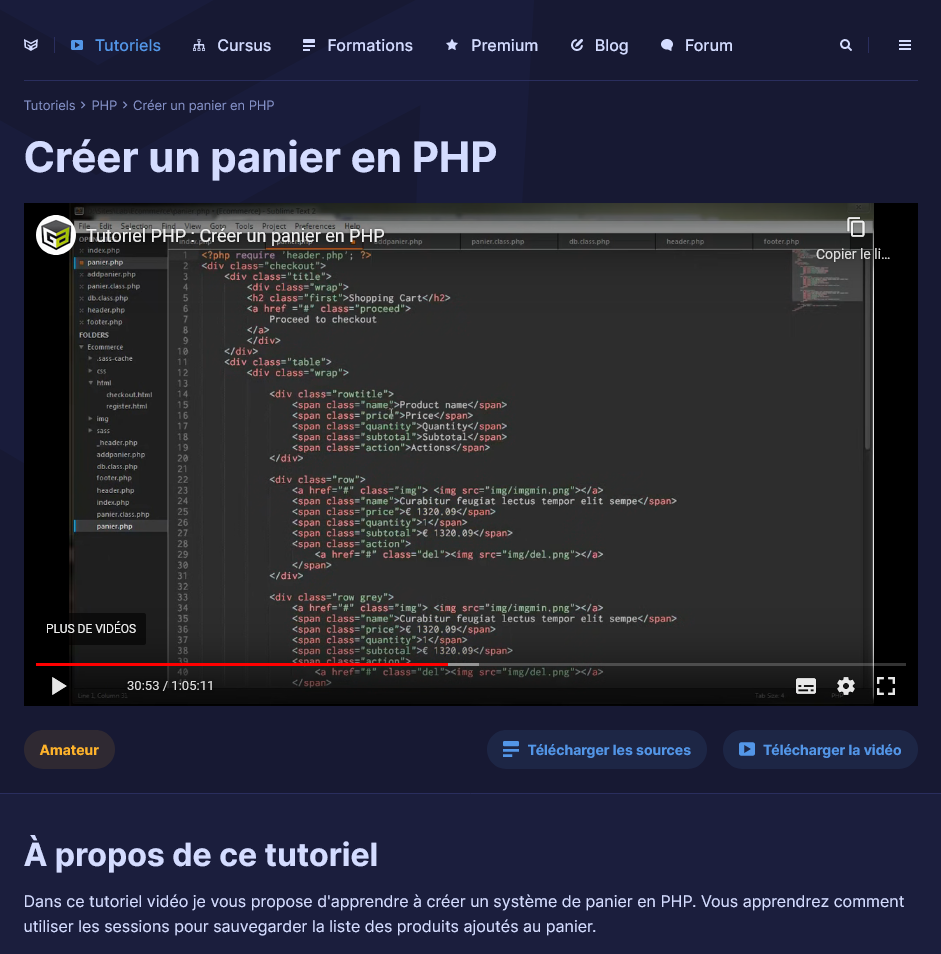 Tutoriels
Cursus
Formations
Premium
Blog
Forum
Tutoriels > PHP > Créer un panier en PHP
Créer un panier en PHP
Tutoriel PHP : Créer un panier en PHP
Copier le li...
File Edit Selection Find View Goto Tools Project Preferences Help
index.php
panier.php
addpanier.php
panier.class.php
db.class.php
header.php
footer.php
FOLDERS
Ecommerce
.sass-cache
css
html
checkout.html
register.html
img
sass
_header.php
addpanier.php
db.class.php
footer.php
header.php
index.php
panier.class.php
panier.php
addpanier.php
panier.class.php
db.class.php
header.php
footer.php
1 <?php require 'header.php'; ?>
2 <div class="checkout">
3 <div class="title">
4 <div class="wrap">
5 <h2 class="first">Shopping Cart</h2>
6 <a href ="#" class="proceed">
7 Proceed to checkout
8 </a>
9 </div>
10 </div>
11 <div class="table">
12 <div class="wrap">
13
14 <div class="rowtitle">
15 <span class="name">Product name</span>
16 <span class="price">Price</span>
17 <span class="quantity">Quantity</span>
18 <span class="subtotal">Subtotal</span>
19 <span class="action">Actions</span>
20 </div>
21
22 <div class="row">
23 <a href="#" class="img"> <img src="img/imgmin.png"></a>
24 <span class="name">Curabitur feugiat lectus tempor elit sempe</span>
25 <span class="price">€ 1320.09</span>
26 <span class="quantity">1</span>
27 <span class="subtotal">€ 1320.09</span>
28 <span class="action">
29 <a href="#" class="del"><img src="img/del.png"></a>
30 </span>
31 </div>
32
33 <div class="row grey">
34 <a href="#" class="img"> <img src="img/imgmin.png"></a>
35 <span class="name">Curabitur feugiat lectus tempor elit sempe</span>
36 <span class="price">€ 1320.09</span>
37 <span class="quantity">1</span>
38 <span class="subtotal">€ 1320.09</span>
39 <span class="action">
40 <a href="#" class="del"><img src="img/del.png"></a>
</span>
PLUS DE VIDÉOS
30:53 / 1:05:11
Amateur
Télécharger les sources
Télécharger la vidéo
À propos de ce tutoriel
Dans ce tutoriel vidéo je vous propose d'apprendre à créer un système de panier en PHP. Vous apprendrez comment
utiliser les sessions pour sauvegarder la liste des produits ajoutés au panier.